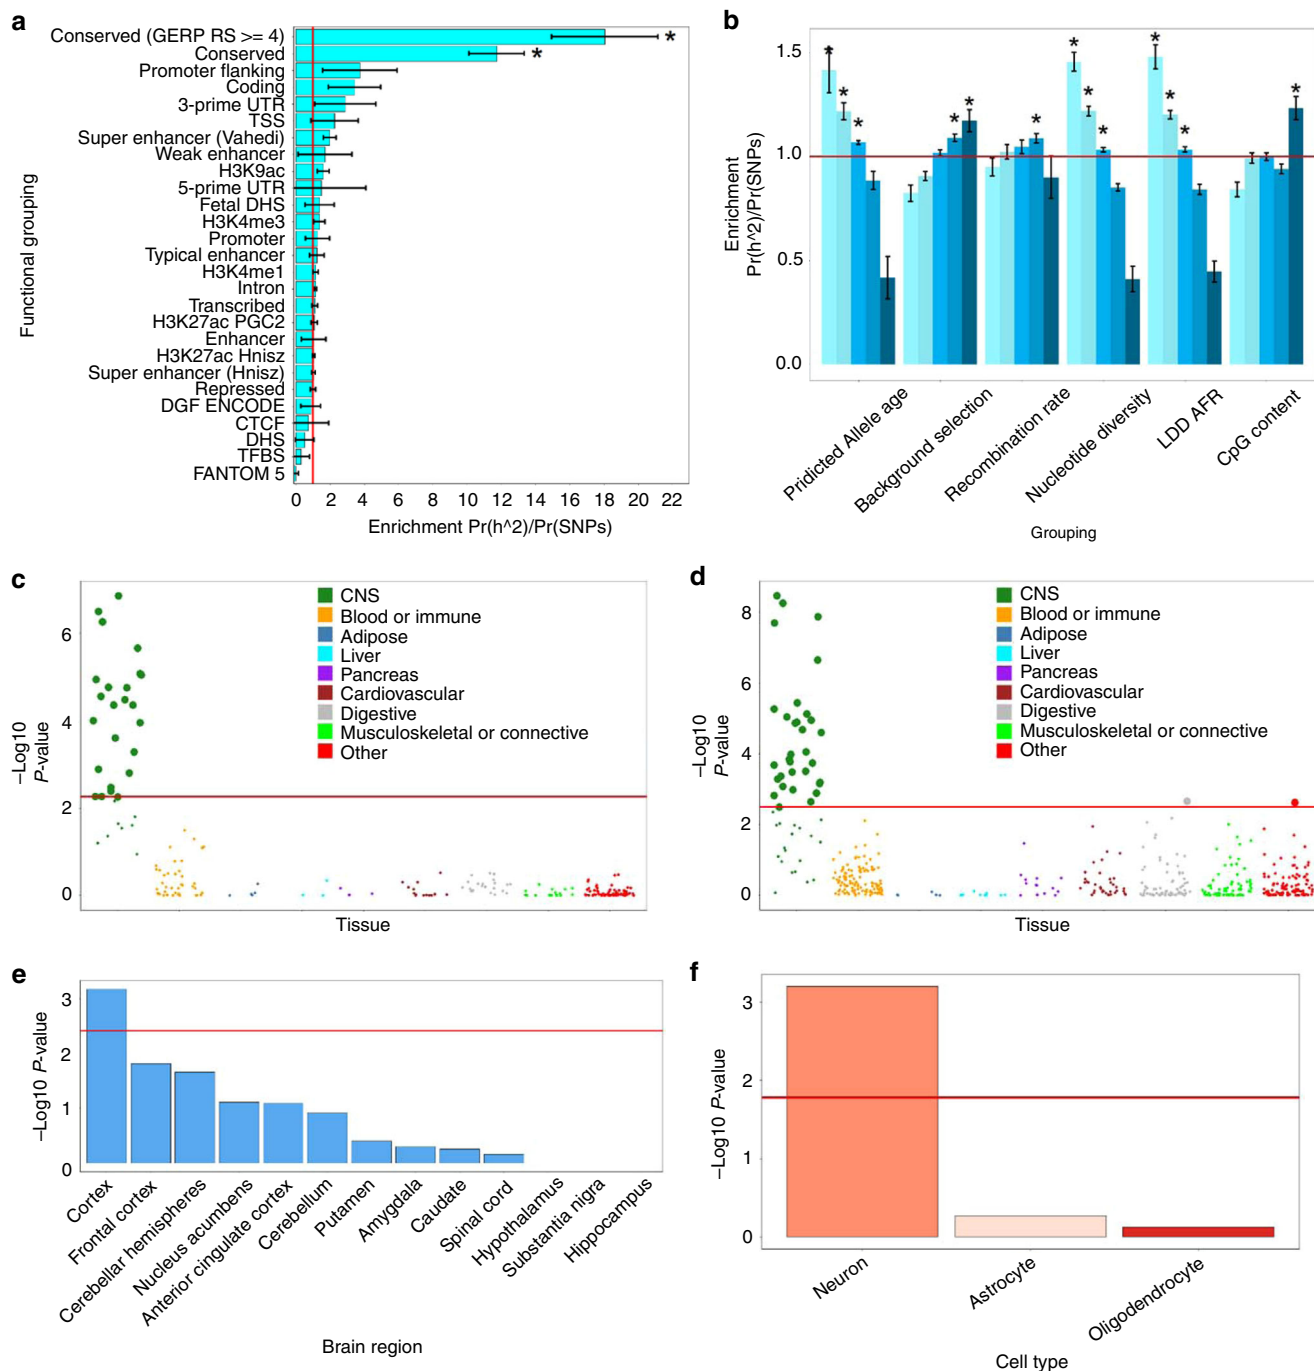 a
Functional grouping
Conserved (GERP RS >= 4)
Conserved
Promoter flanking
Coding
3-prime UTR
TSS
Super enhancer (Vahedi)
Weak enhancer
H3K9ac
5-prime UTR
Fetal DHS
H3K4me3
Promoter
Typical enhancer
H3K4me1
Intron
Transcribed
H3K27ac PGC2
Enhancer
H3K27ac Hnisz
Super enhancer (Hnisz)
Repressed
DGF ENCODE
CTCF
DHS
TFBS
FANTOM 5
*
*
0 2 4 6 8 10 12 14 16 18 20 22
Enrichment Pr(h^2)/Pr(SNPs)
b
Enrichment
Pr(h^2)/Pr(SNPs)
1.5
1.0
0.5
0.0
* * * * * * * * * * * * *
Pridicted Allele age
Background selection
Recombination rate
Nucleotide diversity
LDD AFR
CpG content
Grouping
c
–Log10
P-value
6
4
2
0
CNS
Blood or immune
Adipose
Liver
Pancreas
Cardiovascular
Digestive
Musculoskeletal or connective
Other
Tissue
d
–Log10
P-value
8
6
4
2
0
CNS
Blood or immune
Adipose
Liver
Pancreas
Cardiovascular
Digestive
Musculoskeletal or connective
Other
Tissue
e
–Log10 P-value
3
2
1
0
Cortex
Frontal cortex
Cerebellar hemispheres
Nucleus acumbens
Anterior cingulate cortex
Cerebellum
Putamen
Amygdala
Caudate
Spinal cord
Hypothalamus
Substantia nigra
Hippocampus
Brain region
f
–Log10 P-value
3
2
1
0
Neuron
Astrocyte
Oligodendrocyte
Cell type